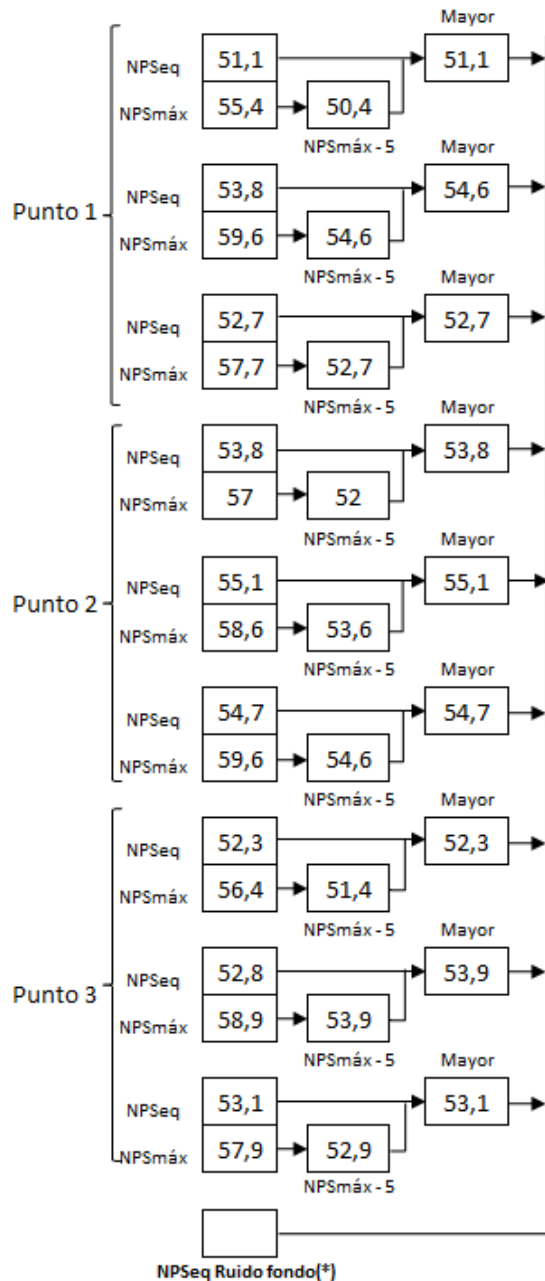 Mayor
NPSeq 51,1 51,1
NPSmáx 55,4 50,4
NPSmáx - 5
Mayor
Punto 1
NPSeq 53,8 54,6
NPSmáx 59,6 54,6
NPSmáx - 5
Mayor
NPSeq 52,7 52,7
NPSmáx 57,7 52,7
NPSmáx - 5
Mayor
NPSeq 53,8 53,8
NPSmáx 57 52
NPSmáx - 5
Mayor
Punto 2
NPSeq 55,1 55,1
NPSmáx 58,6 53,6
NPSmáx - 5
Mayor
NPSeq 54,7 54,7
NPSmáx 59,6 54,6
NPSmáx - 5
Mayor
NPSeq 52,3 52,3
NPSmáx 56,4 51,4
NPSmáx - 5
Mayor
Punto 3
NPSeq 52,8 53,9
NPSmáx 58,9 53,9
NPSmáx - 5
Mayor
NPSeq 53,1 53,1
NPSmáx 57,9 52,9
NPSmáx - 5
NPSeq Ruido fondo(*)